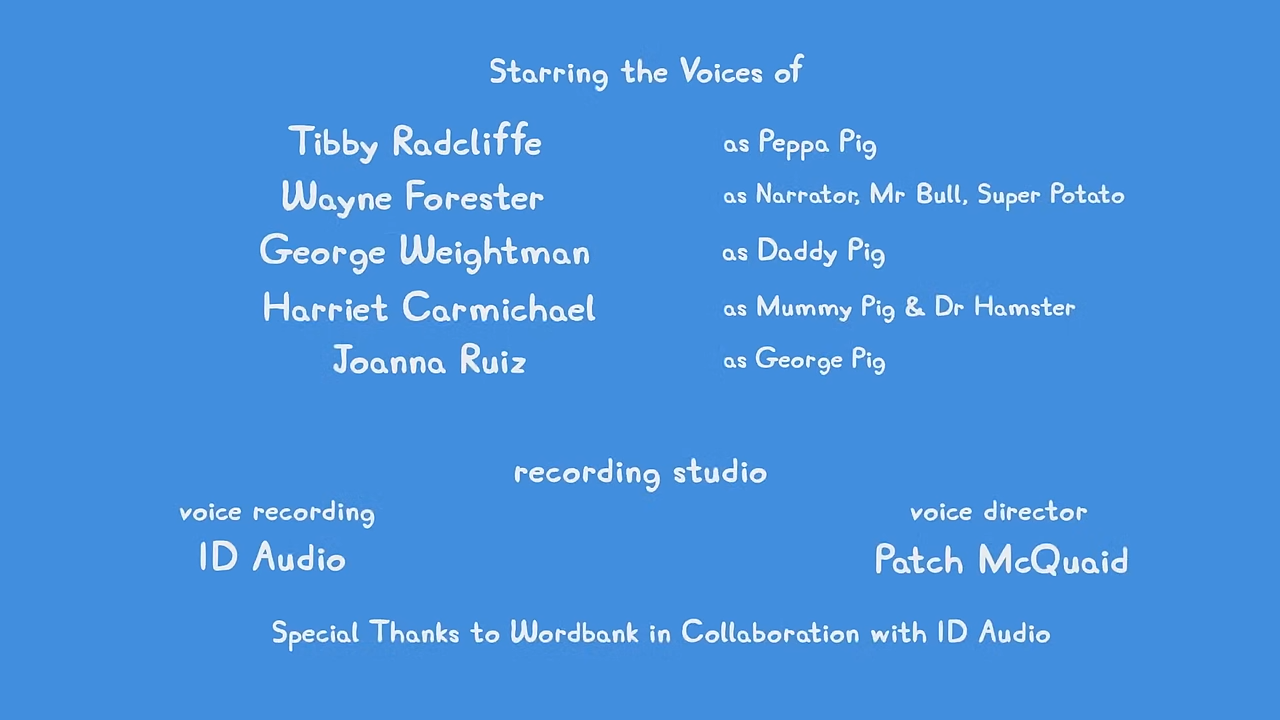 Starring the Voices of
Tibby Radcliffe as Peppa Pig
Wayne Forester as Narrator, Mr Bull, Super Potato
George Weightman as Daddy Pig
Harriet Carmichael as Mummy Pig & Dr Hamster
Joanna Ruiz as George Pig
recording studio
voice recording voice director
ID Audio Patch McQuaid
Special Thanks to Wordbank in Collaboration with ID Audio